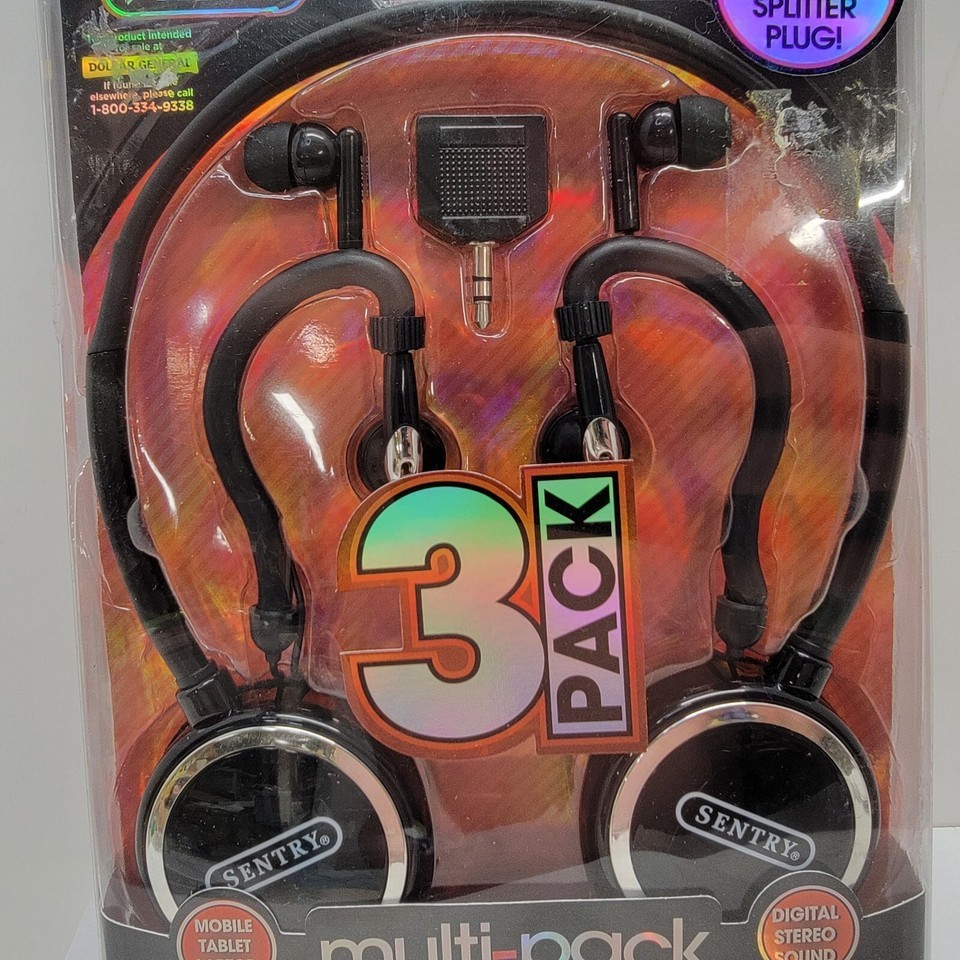 SPLITTER
PLUG!
This product intended
for sale at
DOLLAR GENERAL
If found
elsewhere, please call
1-800-334-9338
3
PACK
SENTRY®
SENTRY®
MOBILE
TABLET
DIGITAL
STEREO
SOUND
multi-pack